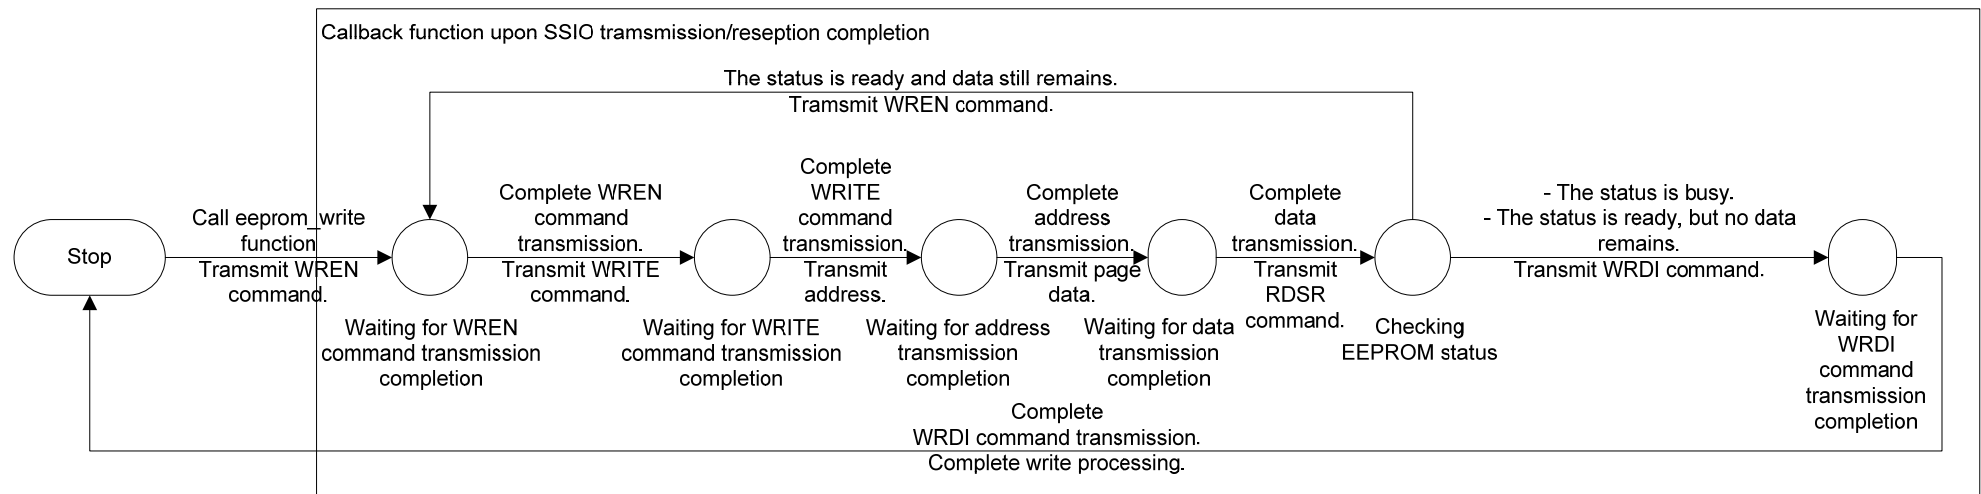 Callback function upon SSIO tramsmission/reseption completion
The status is ready and data still remains.
Tramsmit WREN command.
Stop
Call eeprom_write
function
Tramsmit WREN
command.
Complete WREN
command
transmission.
Transmit WRITE
command.
Complete
WRITE
command
transmission.
Transmit
address.
Complete
address
transmission.
Transmit page
data.
Complete
data
transmission.
Transmit
RDSR
command.
- The status is busy.
- The status is ready, but no data
remains.
Transmit WRDI command.
Waiting for WREN
command transmission
completion
Waiting for WRITE
command transmission
completion
Waiting for address
transmission
completion
Waiting for data
transmission
completion
Checking
EEPROM status
Waiting for
WRDI
command
transmission
completion
Complete
WRDI command transmission.
Complete write processing.